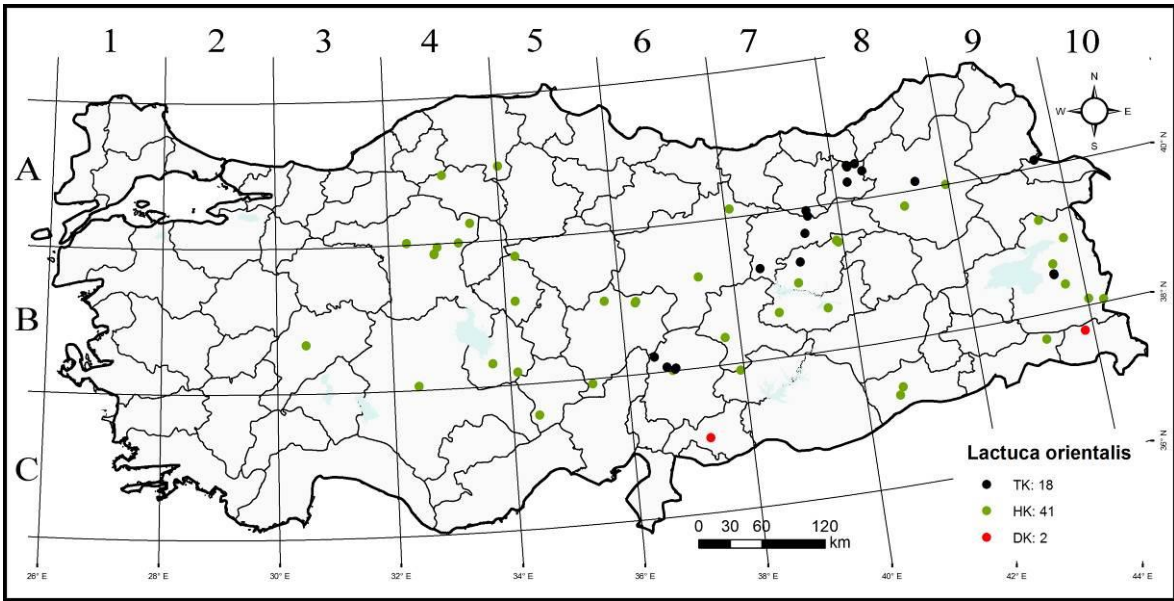 1 2 3 4 5 6 7 8 9 10
N
W E
S
A
B
C
40° N
38° N
36° N
Lactuca orientalis
TK: 18
HK: 41
DK: 2
0 30 60 120
km
26° E 28° E 30° E 32° E 34° E 36° E 38° E 40° E 42° E 44° E